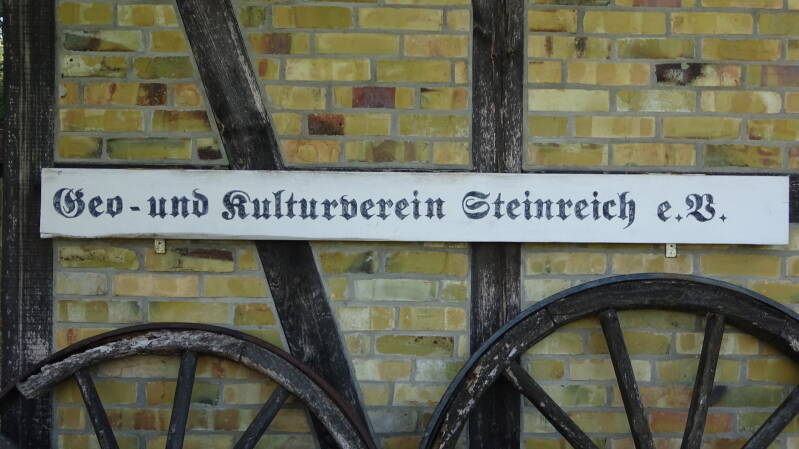 Geo- und Kulturverein Steinreich e.V.